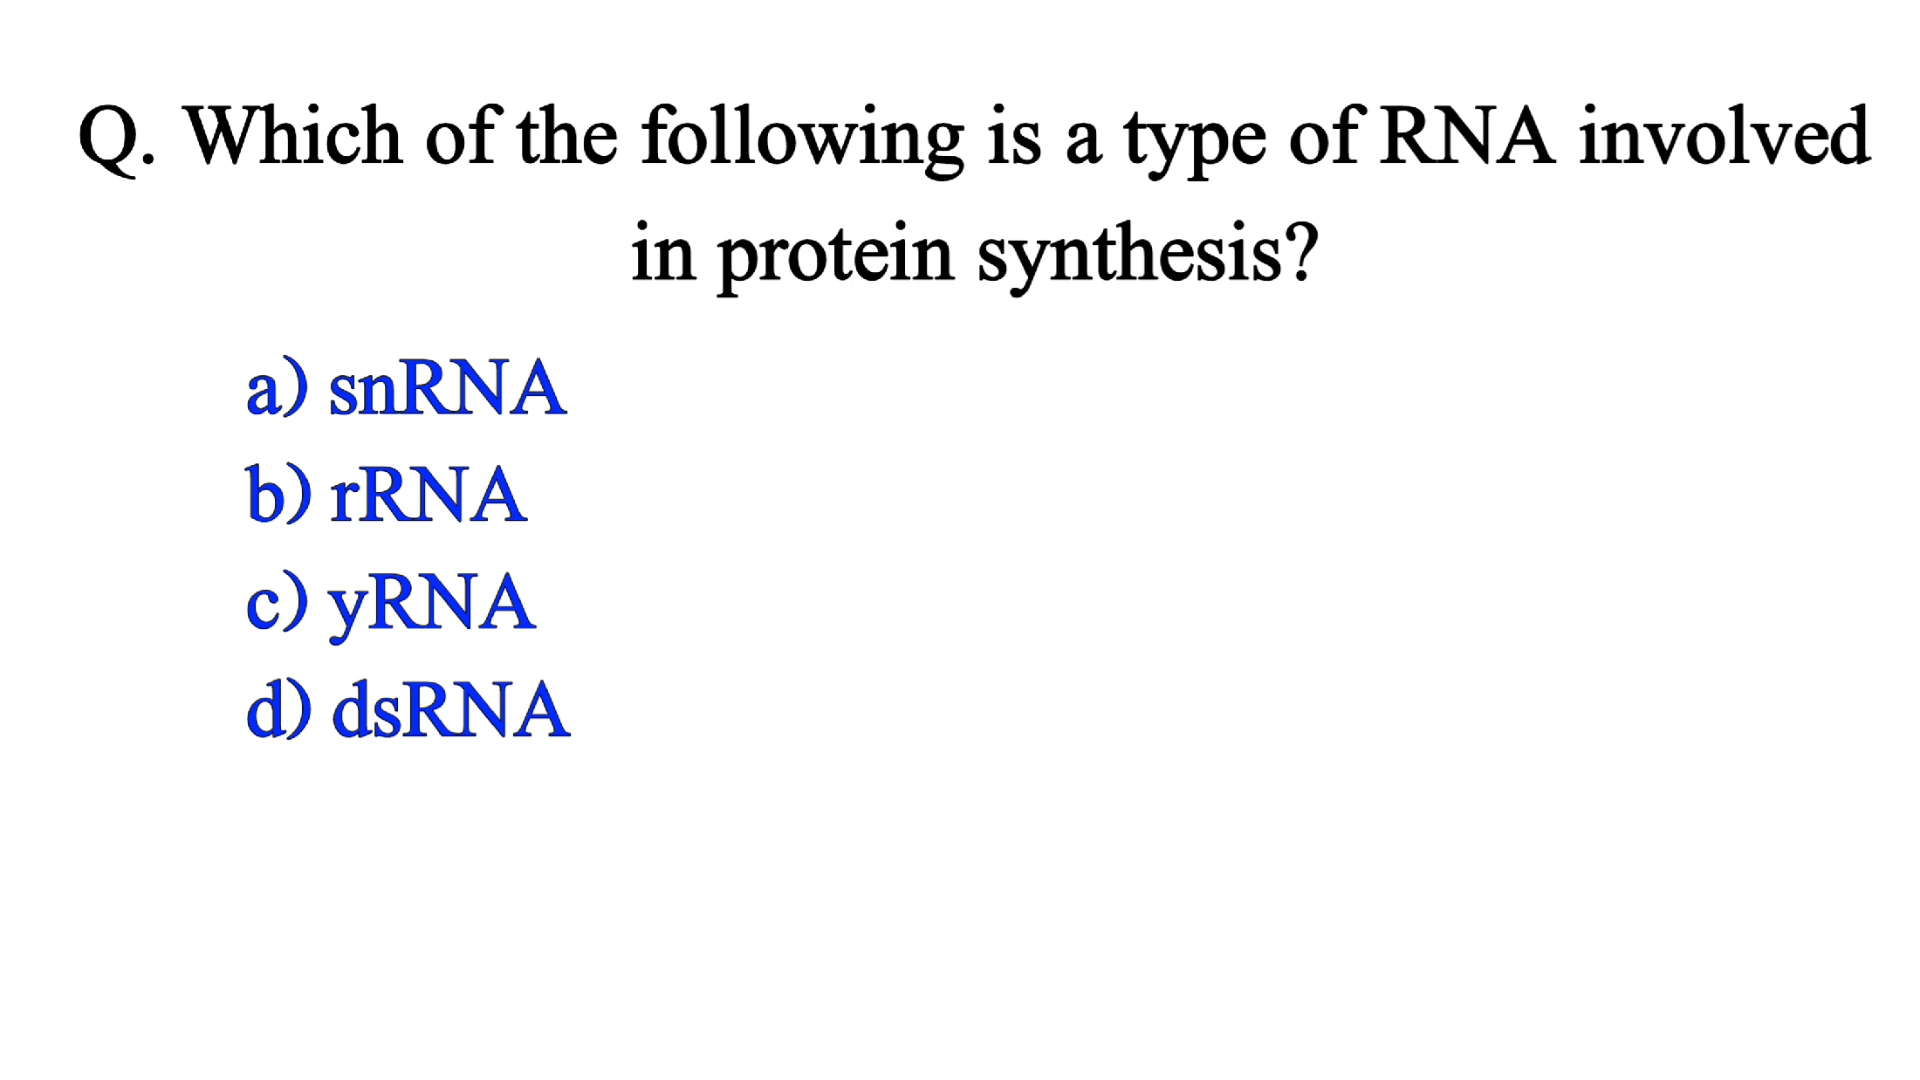 Q. Which of the following is a type of RNA involved
in protein synthesis?
a) snRNA
b) rRNA
c) yRNA
d) dsRNA